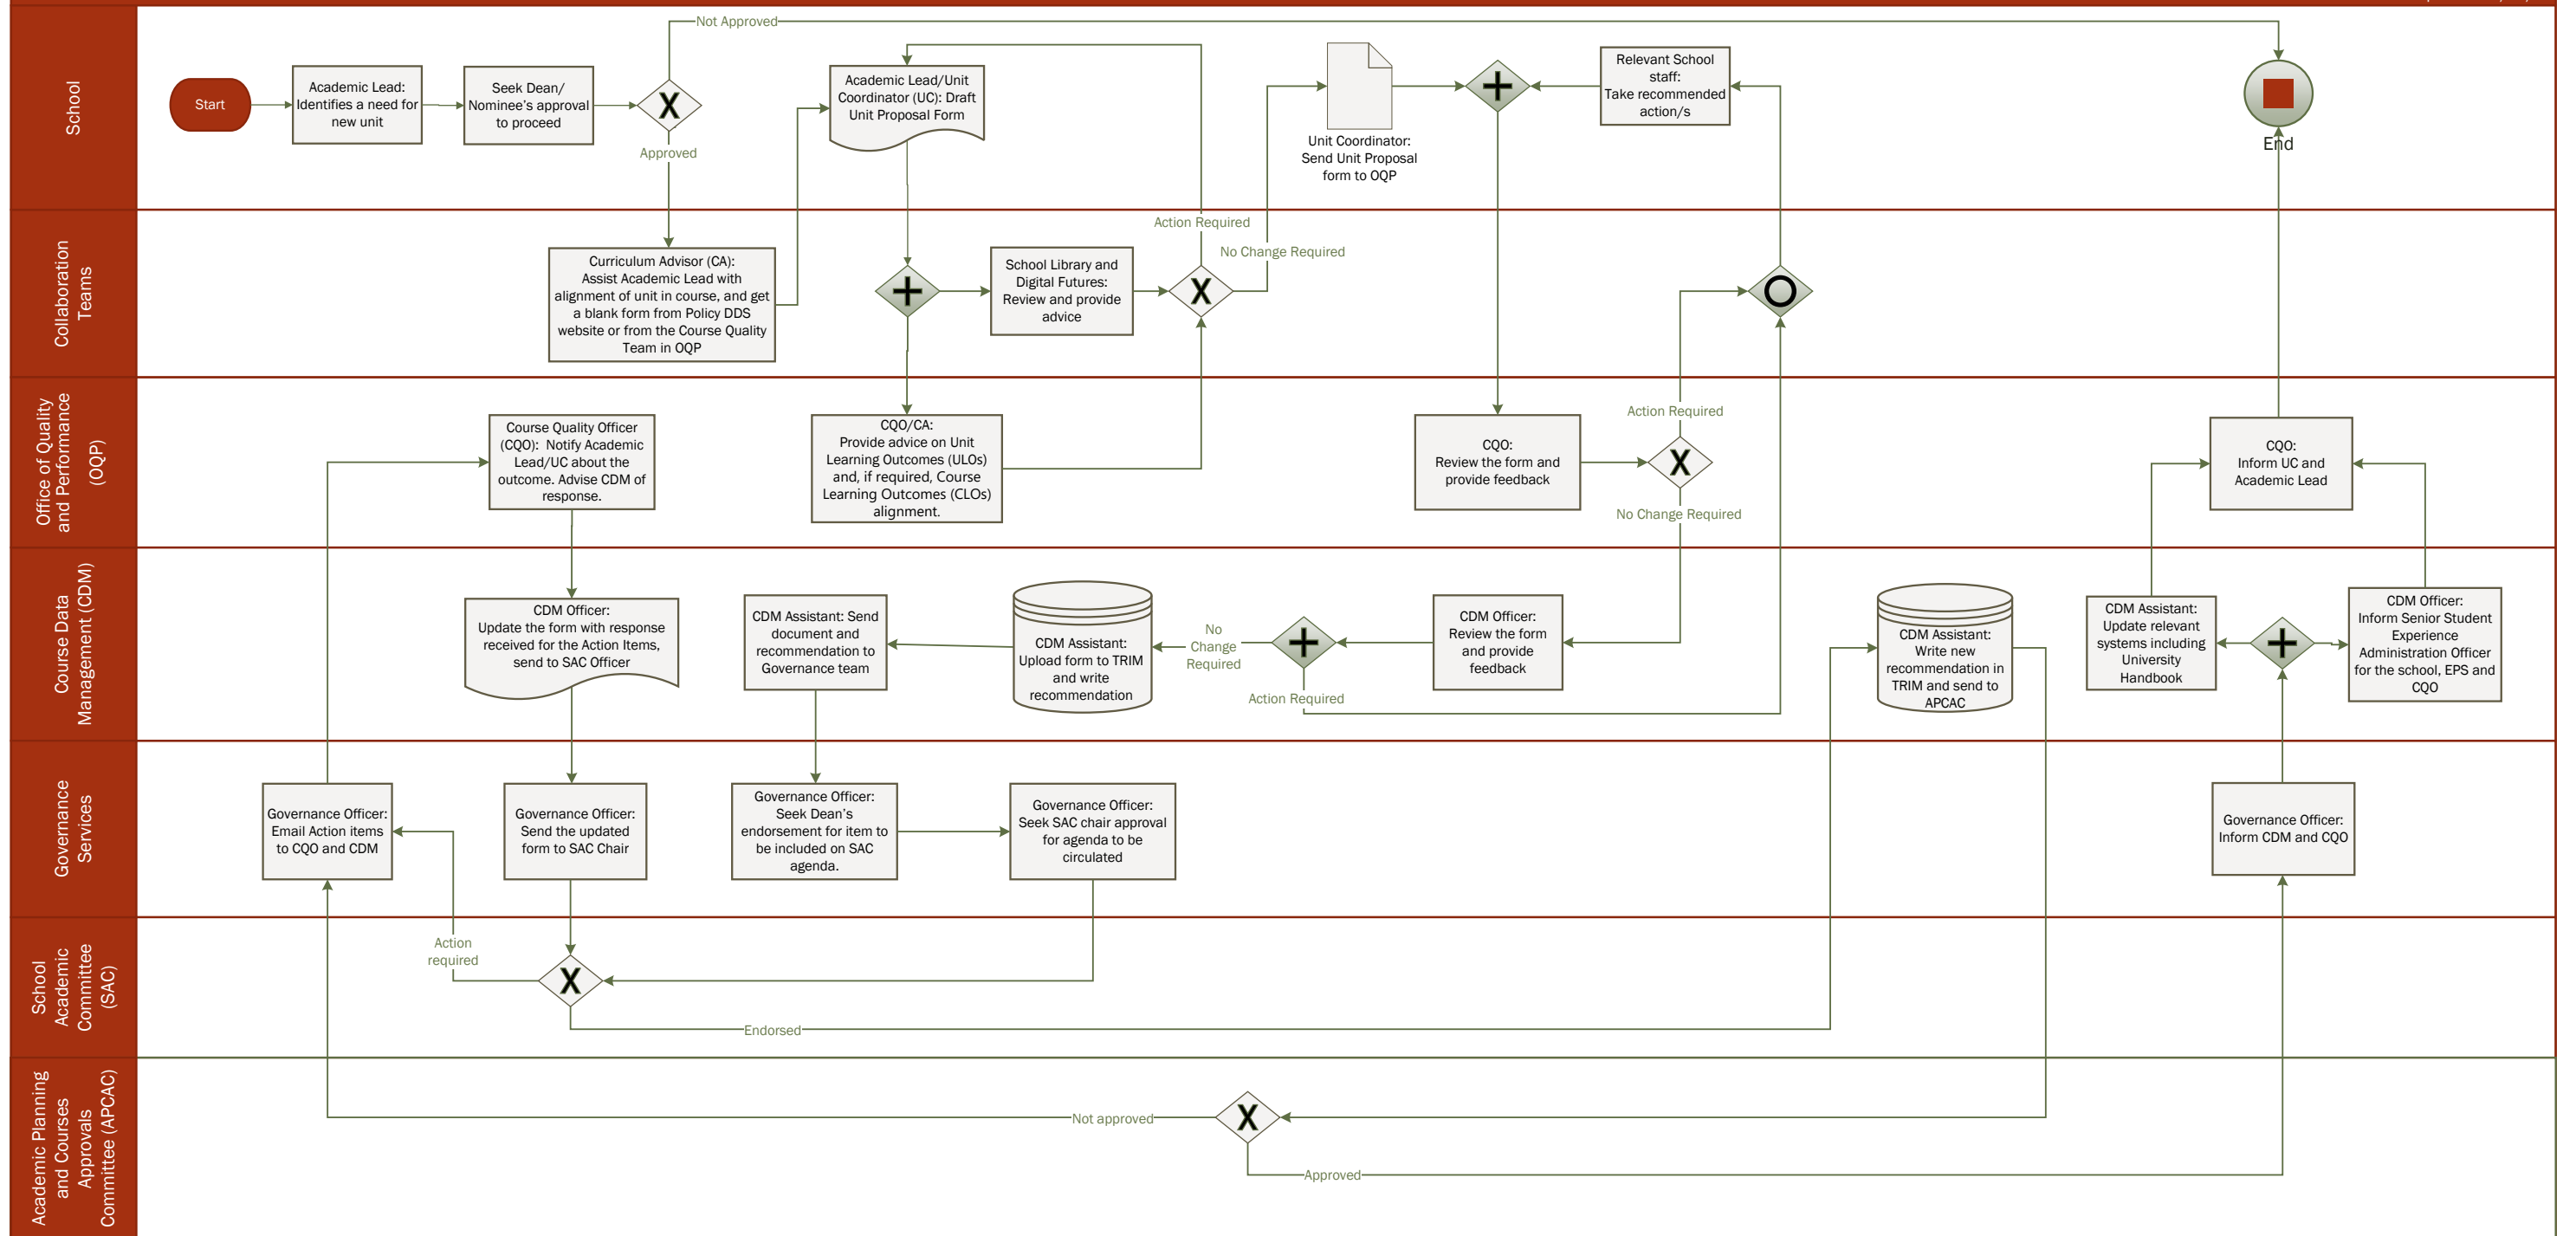 School
Start
Academic Lead:
Identifies a need for
new unit
Seek Dean/
Nominee's approval
to proceed
X
Not Approved
Approved
Academic Lead/Unit
Coordinator (UC): Draft
Unit Proposal Form
Unit Coordinator:
Send Unit Proposal
form to OQP
Relevant School
staff:
Take recommended
action/s
End
Collaboration
Teams
Curriculum Advisor (CA):
Assist Academic Lead with
alignment of unit in course, and get
a blank form from Policy DDS
website or from the Course Quality
Team in OQP
School Library and
Digital Futures:
Review and provide
advice
X
Action Required
No Change Required
Office of Quality
and Performance
(OQP)
Course Quality Officer
(CQO):  Notify Academic
Lead/UC about the
outcome. Advise CDM of
response.
CQO/CA:
Provide advice on Unit
Learning Outcomes (ULOs)
and, if required, Course
Learning Outcomes (CLOs)
alignment.
CQO:
Review the form and
provide feedback
Action Required
X
No Change Required
CQO:
Inform UC and
Academic Lead
Course Data
Management (CDM)
CDM Officer:
Update the form with response
received for the Action Items,
send to SAC Officer
CDM Assistant: Send
document and
recommendation to
Governance team
CDM Assistant:
Upload form to TRIM
and write
recommendation
No
Change
Required
Action Required
CDM Officer:
Review the form
and provide
feedback
CDM Assistant:
Write new
recommendation in
TRIM and send to
APCAC
CDM Assistant:
Update relevant
systems including
University
Handbook
CDM Officer:
Inform Senior Student
Experience
Administration Officer
for the school, EPS and
CQO
Governance
Services
Governance Officer:
Email Action items
to CQO and CDM
Governance Officer:
Send the updated
form to SAC Chair
Governance Officer:
Seek Dean's
endorsement for item to
be included on SAC
agenda.
Governance Officer:
Seek SAC chair approval
for agenda to be
circulated
Governance Officer:
Inform CDM and CQO
School
Academic
Committee
(SAC)
Action
required
X
Endorsed
Academic Planning
and Courses
Approvals
Committee (APCAC)
Not approved
X
Approved